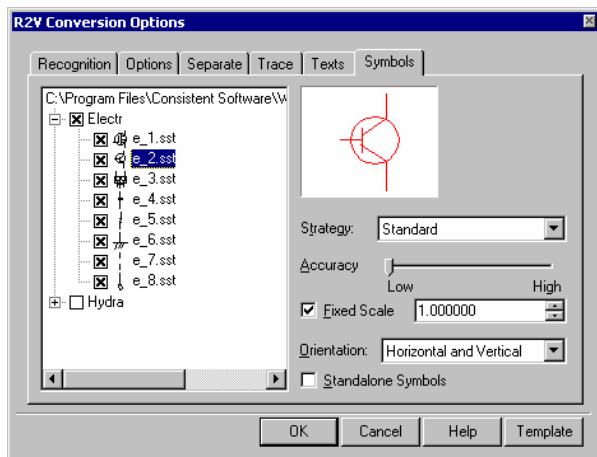 R2V Conversion Options
Recognition Options Separate Trace Texts Symbols
C:\Program Files\Consistent Software\W
Electr
e_1.sst
e_2.sst
e_3.sst
e_4.sst
e_5.sst
e_6.sst
e_7.sst
e_8.sst
Hydra
Strategy: Standard
Accuracy
Low High
Fixed Scale 1.000000
Orientation: Horizontal and Vertical
Standalone Symbols
OK Cancel Help Template